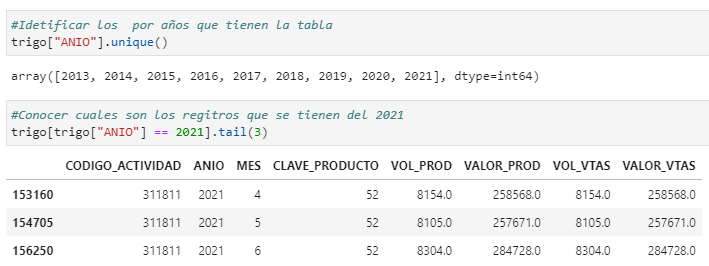 #Idetificar los  por años que tienen la tabla
trigo["ANIO"].unique()
array([2013, 2014, 2015, 2016, 2017, 2018, 2019, 2020, 2021], dtype=int64)
#Conocer cuales son los regitros que se tienen del 2021
trigo[trigo["ANIO"] == 2021].tail(3)
CODIGO_ACTIVIDAD ANIO MES CLAVE_PRODUCTO VOL_PROD VALOR_PROD VOL_VTAS VALOR_VTAS
153160 311811 2021 4 52 8154.0 258568.0 8154.0 258568.0
154705 311811 2021 5 52 8105.0 257671.0 8105.0 257671.0
156250 311811 2021 6 52 8304.0 284728.0 8304.0 284728.0